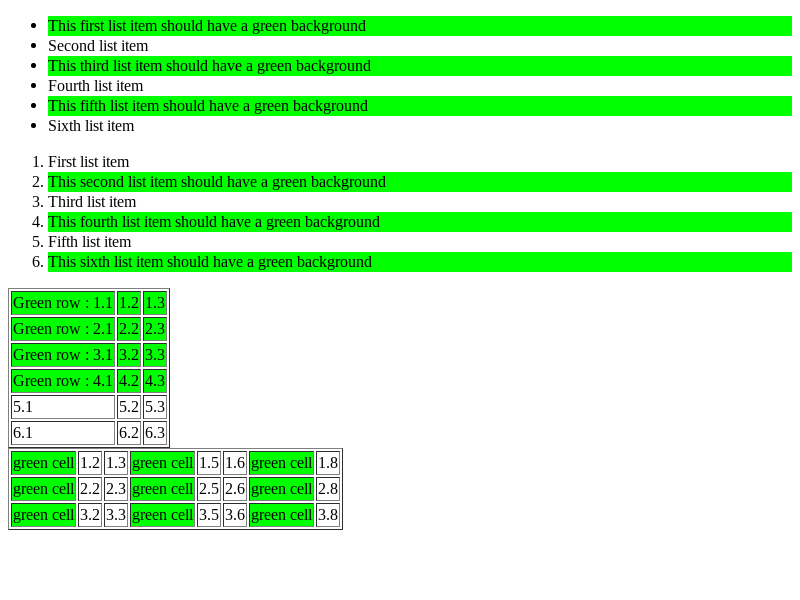 This first list item should have a green background
Second list item
This third list item should have a green background
Fourth list item
This fifth list item should have a green background
Sixth list item
1. First list item
2. This second list item should have a green background
3. Third list item
4. This fourth list item should have a green background
5. Fifth list item
6. This sixth list item should have a green background
Green row : 1.1 1.2 1.3
Green row : 2.1 2.2 2.3
Green row : 3.1 3.2 3.3
Green row : 4.1 4.2 4.3
5.1 5.2 5.3
6.1 6.2 6.3
green cell 1.2 1.3 green cell 1.5 1.6 green cell 1.8
green cell 2.2 2.3 green cell 2.5 2.6 green cell 2.8
green cell 3.2 3.3 green cell 3.5 3.6 green cell 3.8